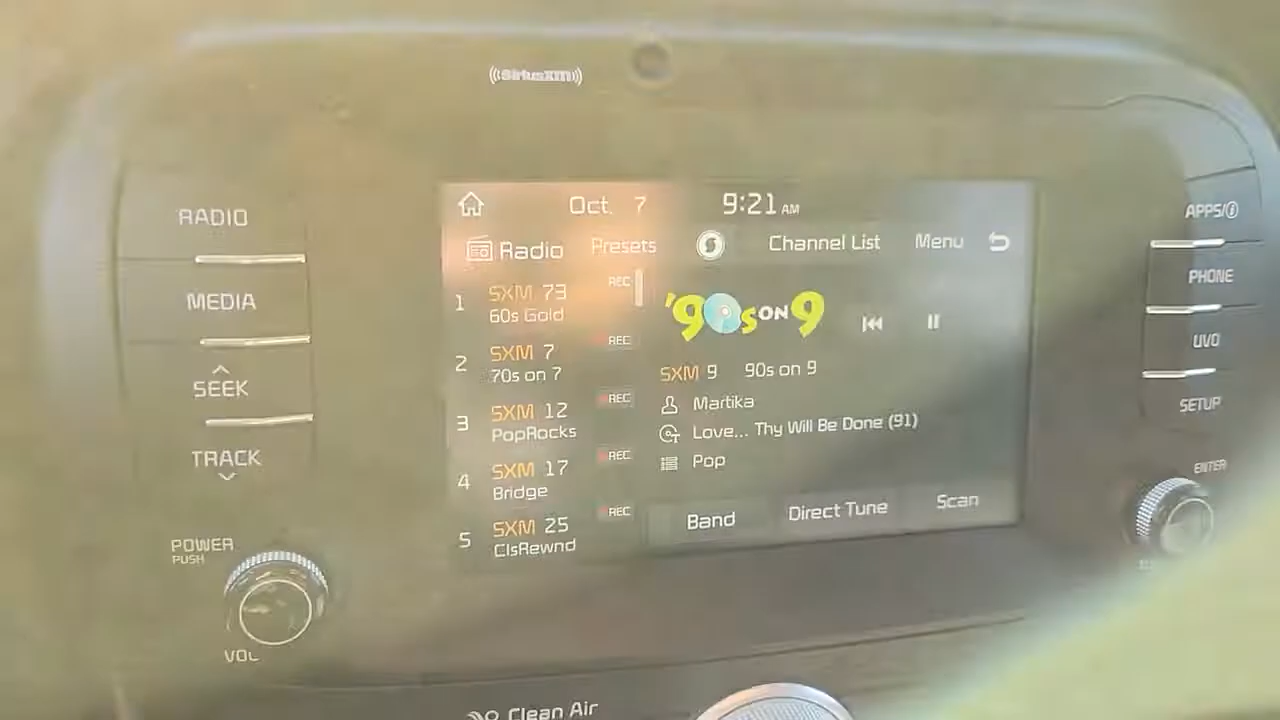 ((SiriusXM))
RADIO
MEDIA
SEEK
TRACK
POWER
PUSH
VOL
Oct. 7 9:21 AM
Radio Presets Channel List Menu
1 SXM 73 REC
60s Gold
2 SXM 7 REC
70s on 7
3 SXM 12 REC
PopRocks
4 SXM 17 REC
Bridge
5 SXM 25 REC
ClsRewnd
'90s ON 9
SXM 9 90s on 9
Martika
Love... Thy Will Be Done (91)
Pop
Band Direct Tune Scan
APPS/i
PHONE
UVO
SETUP
ENTER
Clean Air